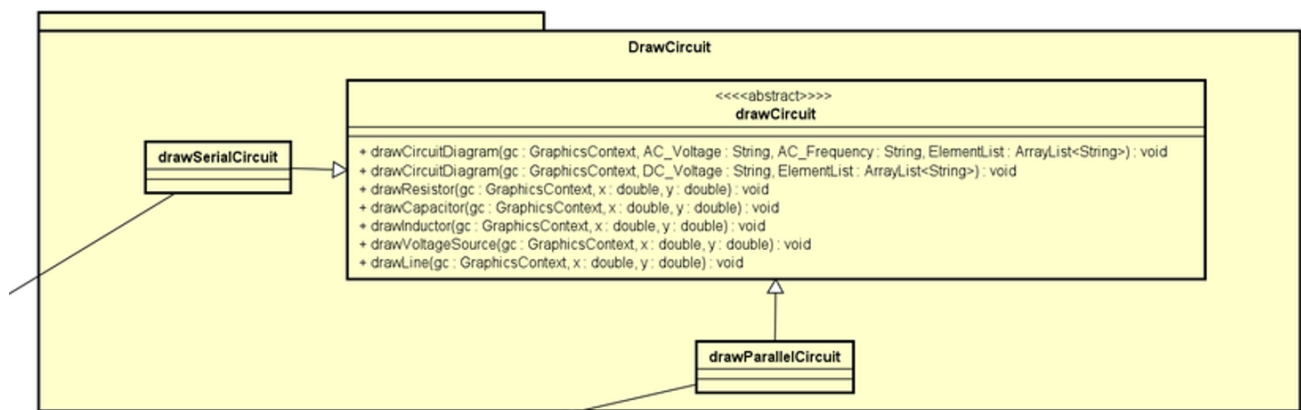 DrawCircuit
<<<<abstract>>>>
drawCircuit
drawSerialCircuit
+ drawCircuitDiagram(gc : GraphicsContext, AC_Voltage : String, AC_Frequency : String, ElementList : ArrayList<String>) : void
+ drawCircuitDiagram(gc : GraphicsContext, DC_Voltage : String, ElementList : ArrayList<String>) : void
+ drawResistor(gc : GraphicsContext, x : double, y : double) : void
+ drawCapacitor(gc : GraphicsContext, x : double, y : double) : void
+ drawInductor(gc : GraphicsContext, x : double, y : double) : void
+ drawVoltageSource(gc : GraphicsContext, x : double, y : double) : void
+ drawLine(gc : GraphicsContext, x : double, y : double) : void
drawParallelCircuit